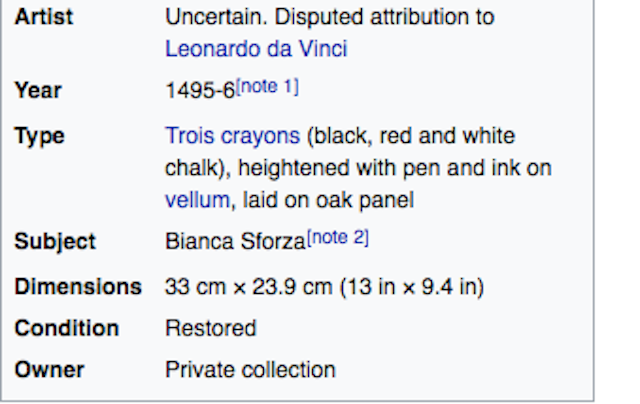 Artist Uncertain. Disputed attribution to
Leonardo da Vinci
Year 1495-6[note 1]
Type Trois crayons (black, red and white
chalk), heightened with pen and ink on
vellum, laid on oak panel
Subject Bianca Sforza[note 2]
Dimensions 33 cm × 23.9 cm (13 in × 9.4 in)
Condition Restored
Owner Private collection